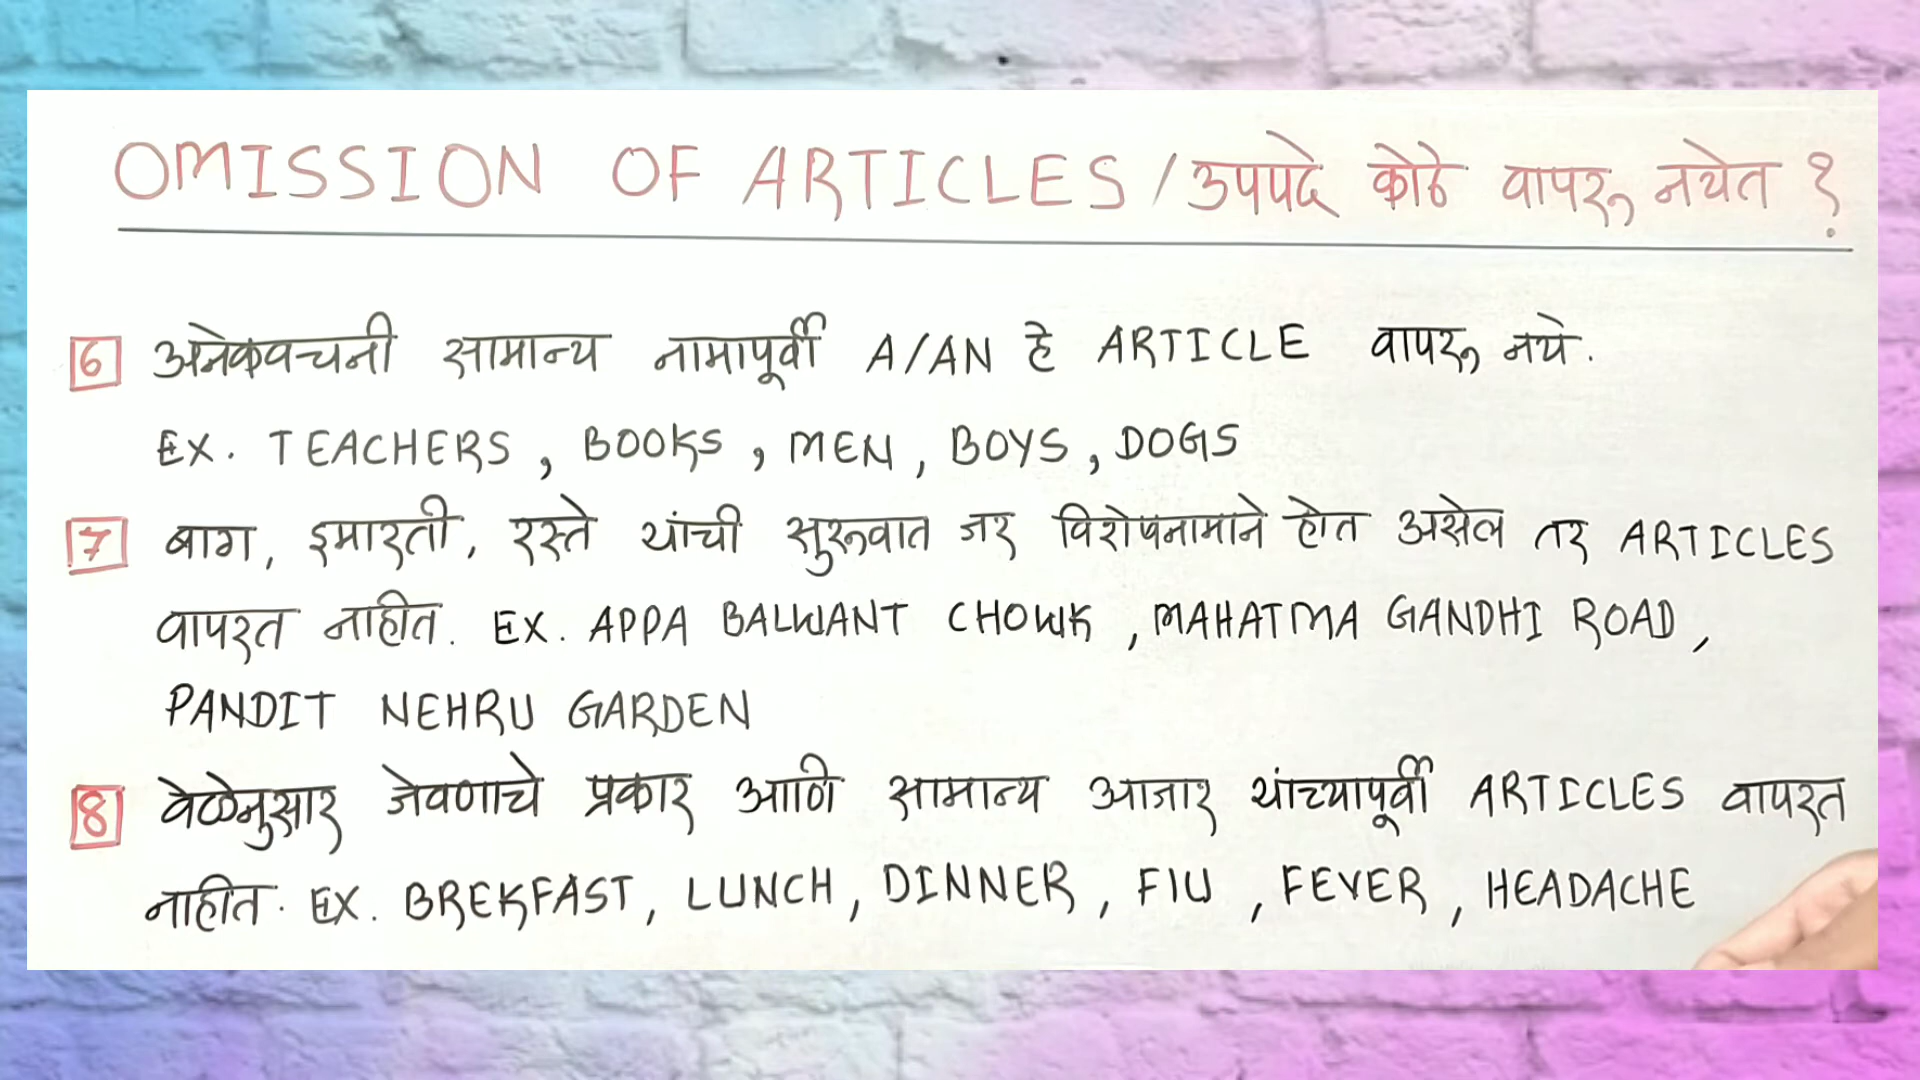 OMISSION OF ARTICLES / उपपदे कोठे वापरू नयेत ?
6 अनेकवचनी सामान्य नामापूर्वी A/AN हे ARTICLE वापरू नये.
EX. TEACHERS, BOOKS, MEN, BOYS, DOGS
7 बाग, इमारती, रस्ते यांची सुरूवात जर विशेषनामाने होत असेल तर ARTICLES
वापरत नाहीत. EX. APPA BALWANT CHOWK, MAHATMA GANDHI ROAD,
PANDIT NEHRU GARDEN
8 वेळेनुसार जेवणाचे प्रकार आणि सामान्य आजार यांच्यापूर्वी ARTICLES वापरत
नाहीत. EX. BREKFAST, LUNCH, DINNER, FIU, FEVER, HEADACHE